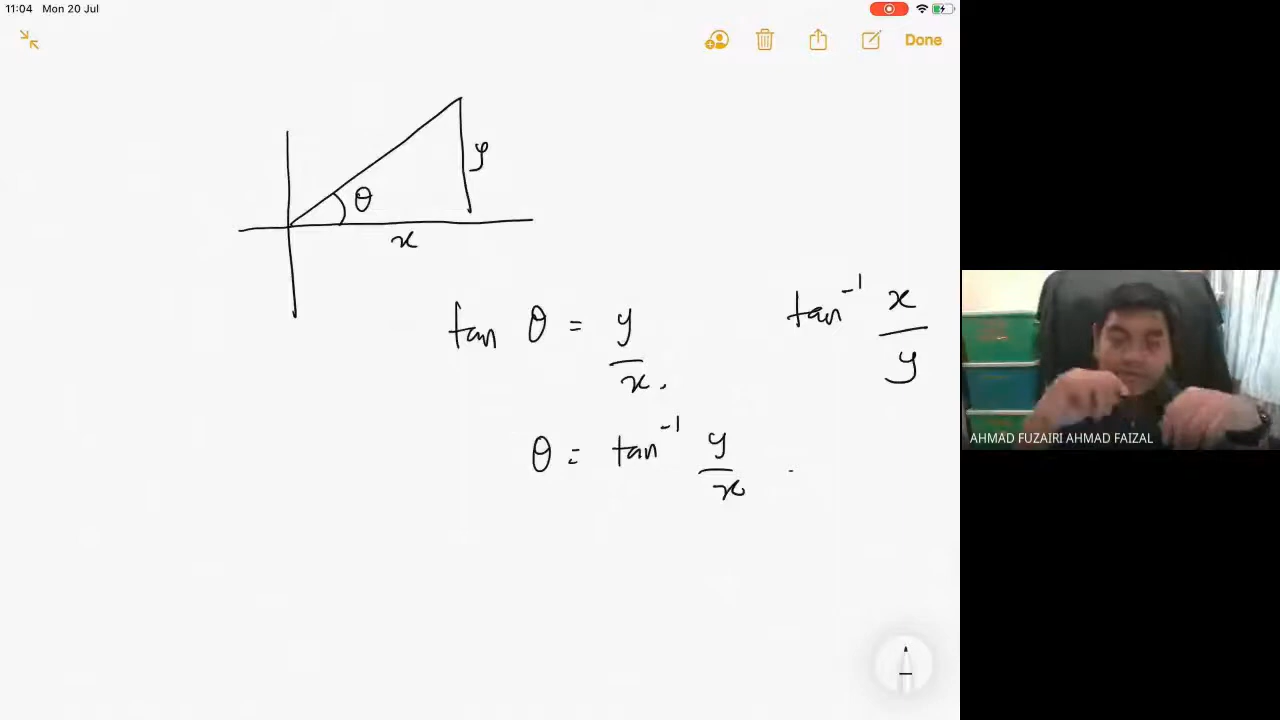 11:04 Mon 20 Jul
Done
y
θ
x
tan θ = y/x.
tan⁻¹ x/y
θ = tan⁻¹ y/x
AHMAD FUZAIRI AHMAD FAIZAL